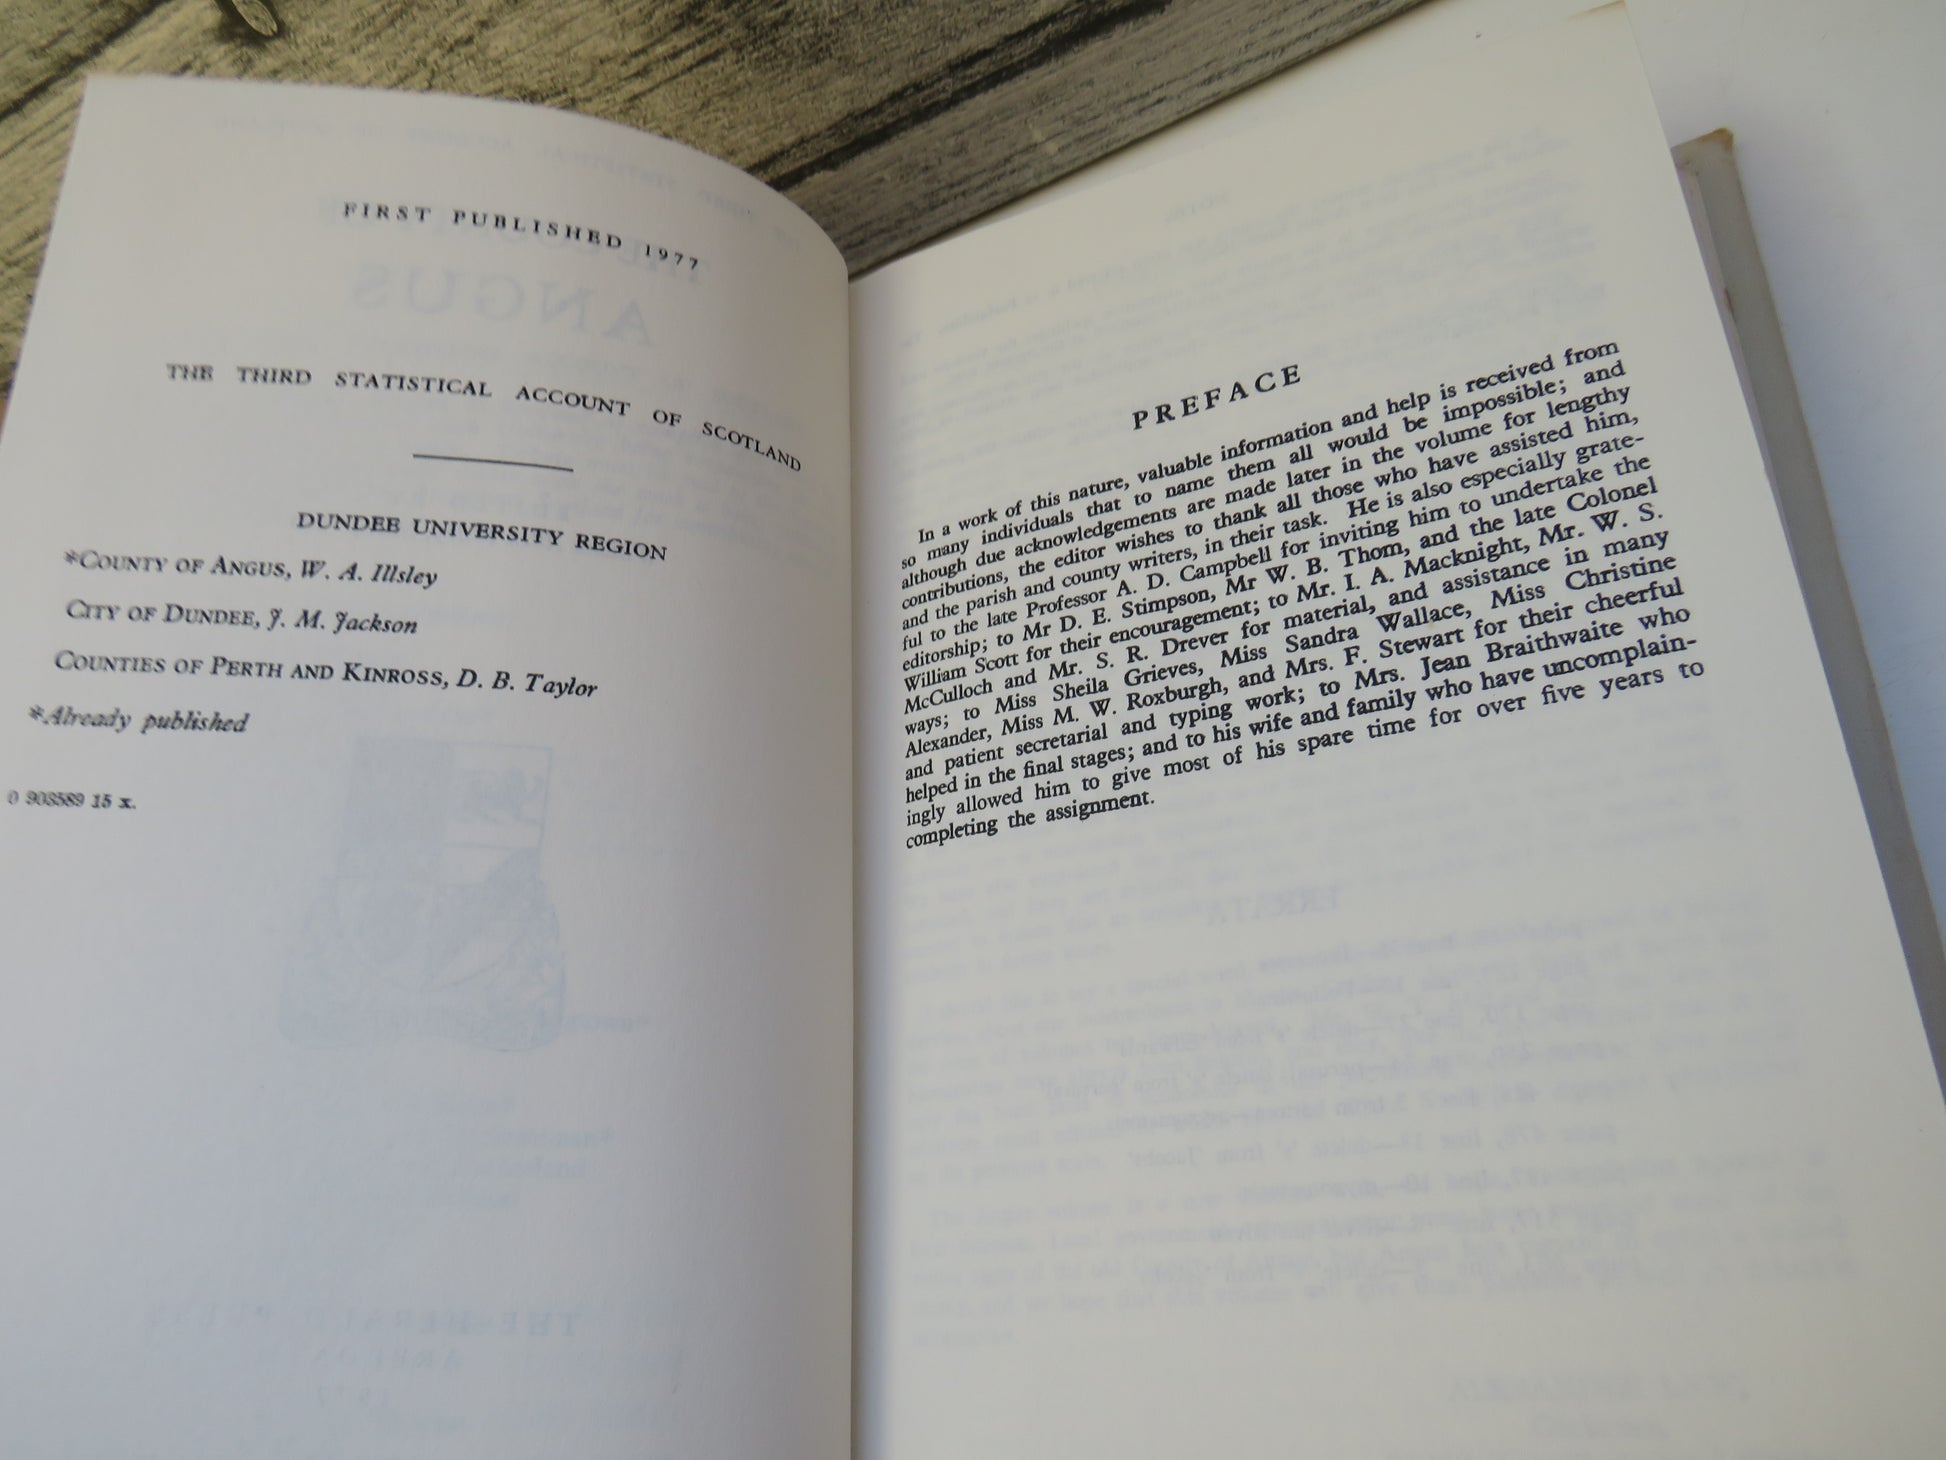 FIRST PUBLISHED 1977
THE THIRD STATISTICAL ACCOUNT OF SCOTLAND
DUNDEE UNIVERSITY REGION
*COUNTY OF ANGUS, W. A. Illsley
CITY OF DUNDEE, J. M. Jackson
COUNTIES OF PERTH AND KINROSS, D. B. Taylor
*Already published
0 903589 15 x.
PREFACE
In a work of this nature, valuable information and help is received from
so many individuals that to name them all would be impossible; and
although due acknowledgements are made later in the volume for lengthy
contributions, the editor wishes to thank all those who have assisted him,
and the parish and county writers, in their task. He is also especially grate-
ful to the late Professor A. D. Campbell for inviting him to undertake the
editorship; to Mr D. E. Stimpson, Mr W. B. Thom, and the late Colonel
William Scott for their encouragement; to Mr. I. A. Macknight, Mr. W. S.
McCulloch and Mr. S. R. Drever for material, and assistance in many
ways; to Miss Sheila Grieves, Miss Sandra Wallace, Miss Christine
Alexander, Miss M. W. Roxburgh, and Mrs. F. Stewart for their cheerful
and patient secretarial and typing work; to Mrs. Jean Braithwaite who
helped in the final stages; and to his wife and family who have uncomplain-
ingly allowed him to give most of his spare time for over five years to
completing the assignment.